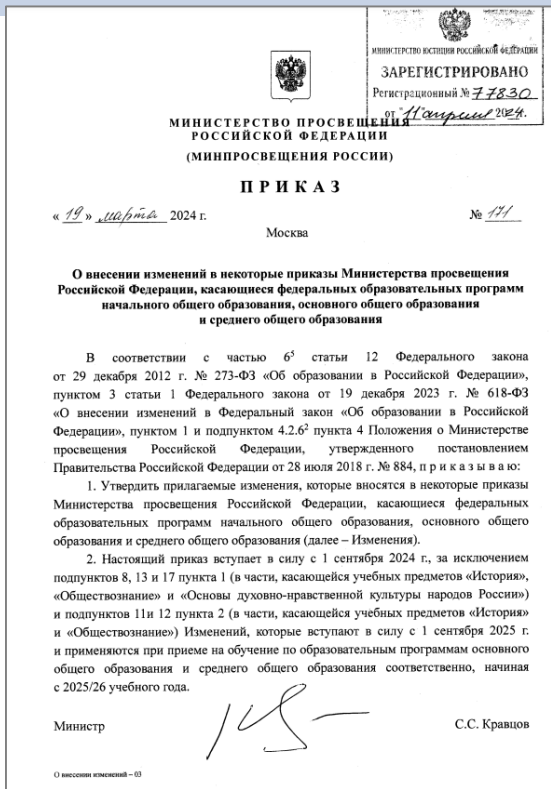 МИНИСТЕРСТВО ЮСТИЦИИ РОССИЙСКОЙ ФЕДЕРАЦИИ
ЗАРЕГИСТРИРОВАНО
Регистрационный № 77830
от "11" апреля 2024.
МИНИСТЕРСТВО ПРОСВЕЩЕНИЯ
РОССИЙСКОЙ ФЕДЕРАЦИИ
(МИНПРОСВЕЩЕНИЯ РОССИИ)
ПРИКАЗ
« 19 » марта 2024 г.
№ 171
Москва
О внесении изменений в некоторые приказы Министерства просвещения
Российской Федерации, касающиеся федеральных образовательных программ
начального общего образования, основного общего образования
и среднего общего образования
В соответствии с частью 6⁵ статьи 12 Федерального закона
от 29 декабря 2012 г. № 273-ФЗ «Об образовании в Российской Федерации»,
пунктом 3 статьи 1 Федерального закона от 19 декабря 2023 г. № 618-ФЗ
«О внесении изменений в Федеральный закон «Об образовании в Российской
Федерации», пунктом 1 и подпунктом 4.2.6² пункта 4 Положения о Министерстве
просвещения Российской Федерации, утвержденного постановлением
Правительства Российской Федерации от 28 июля 2018 г. № 884, п р и к а з ы в а ю:
1. Утвердить прилагаемые изменения, которые вносятся в некоторые приказы
Министерства просвещения Российской Федерации, касающиеся федеральных
образовательных программ начального общего образования, основного общего
образования и среднего общего образования (далее – Изменения).
2. Настоящий приказ вступает в силу с 1 сентября 2024 г., за исключением
подпунктов 8, 13 и 17 пункта 1 (в части, касающейся учебных предметов «История»,
«Обществознание» и «Основы духовно-нравственной культуры народов России»)
и подпунктов 11и 12 пункта 2 (в части, касающейся учебных предметов «История»
и «Обществознание») Изменений, которые вступают в силу с 1 сентября 2025 г.
и применяются при приеме на обучение по образовательным программам основного
общего образования и среднего общего образования соответственно, начиная
с 2025/26 учебного года.
Министр
С.С. Кравцов
О внесении изменений – 03